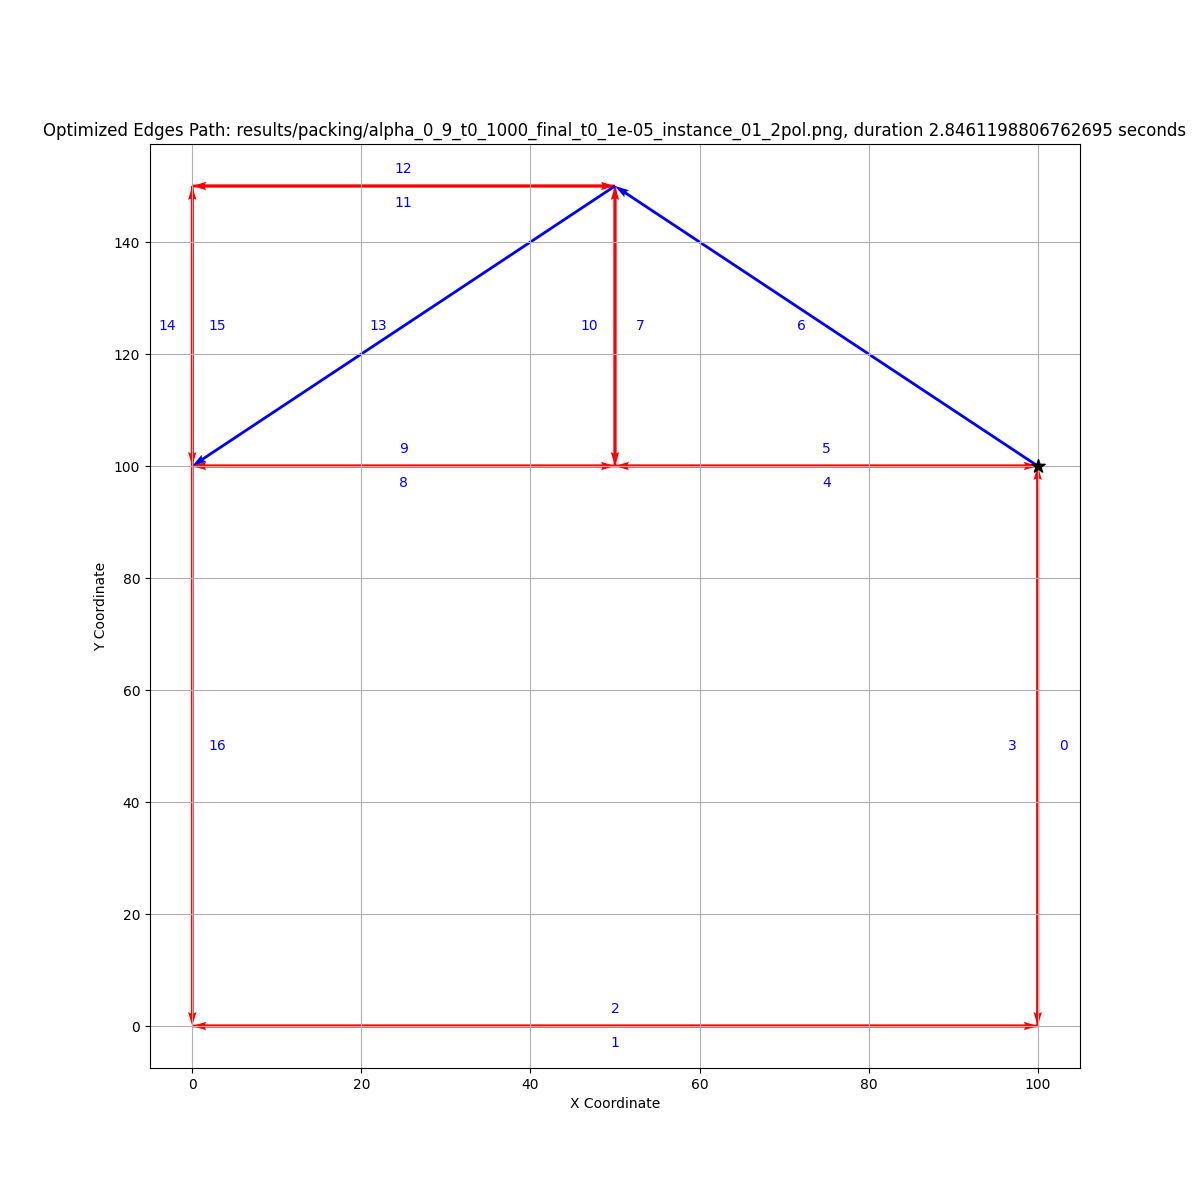 Optimized Edges Path: results/packing/alpha_0_9_t0_1000_final_t0_1e-05_instance_01_2pol.png, duration 2.8461198806762695 seconds
12
11
140
14 15 13 10 7 6
120
9 5
100
8 4
80
Y Coordinate
60
16 3 0
40
20
2
0
1
0 20 40 60 80 100
X Coordinate